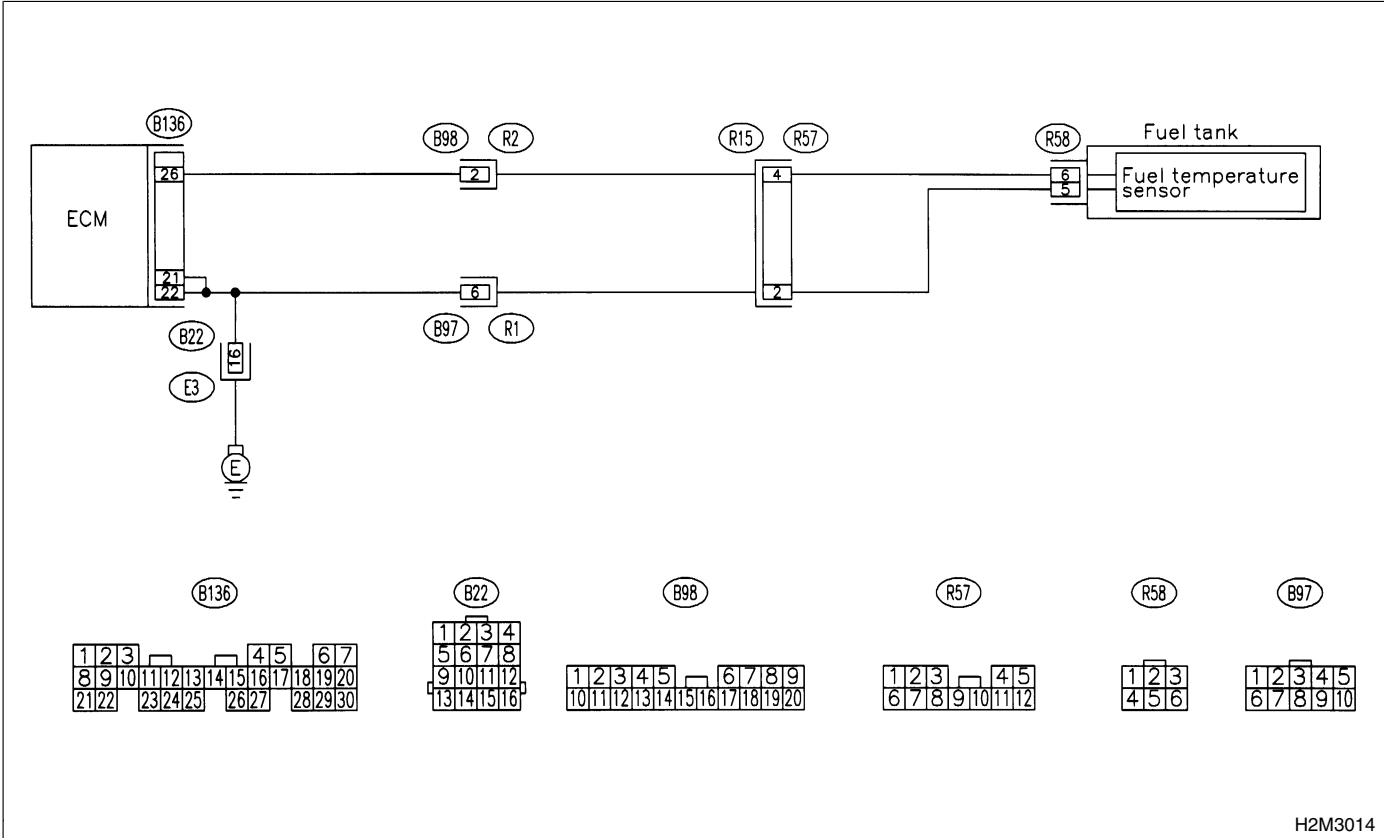 B136
B98 R2 R15 R57 R58 Fuel tank
26 2 4 6 Fuel temperature
5 sensor
ECM
21
22 6 2
B22 B97 R1
16
E3
E
B136 B22 B98 R57 R58 B97
1 2 3 4 5 6 7
8 9 10 11 12 13 14 15 16 17 18 19 20
21 22 23 24 25 26 27 28 29 30
1 2 3 4
5 6 7 8
9 10 11 12
13 14 15 16
1 2 3 4 5 6 7 8 9
10 11 12 13 14 15 16 17 18 19 20
1 2 3 4 5
6 7 8 9 10 11 12
1 2 3
4 5 6
1 2 3 4 5
6 7 8 9 10
H2M3014